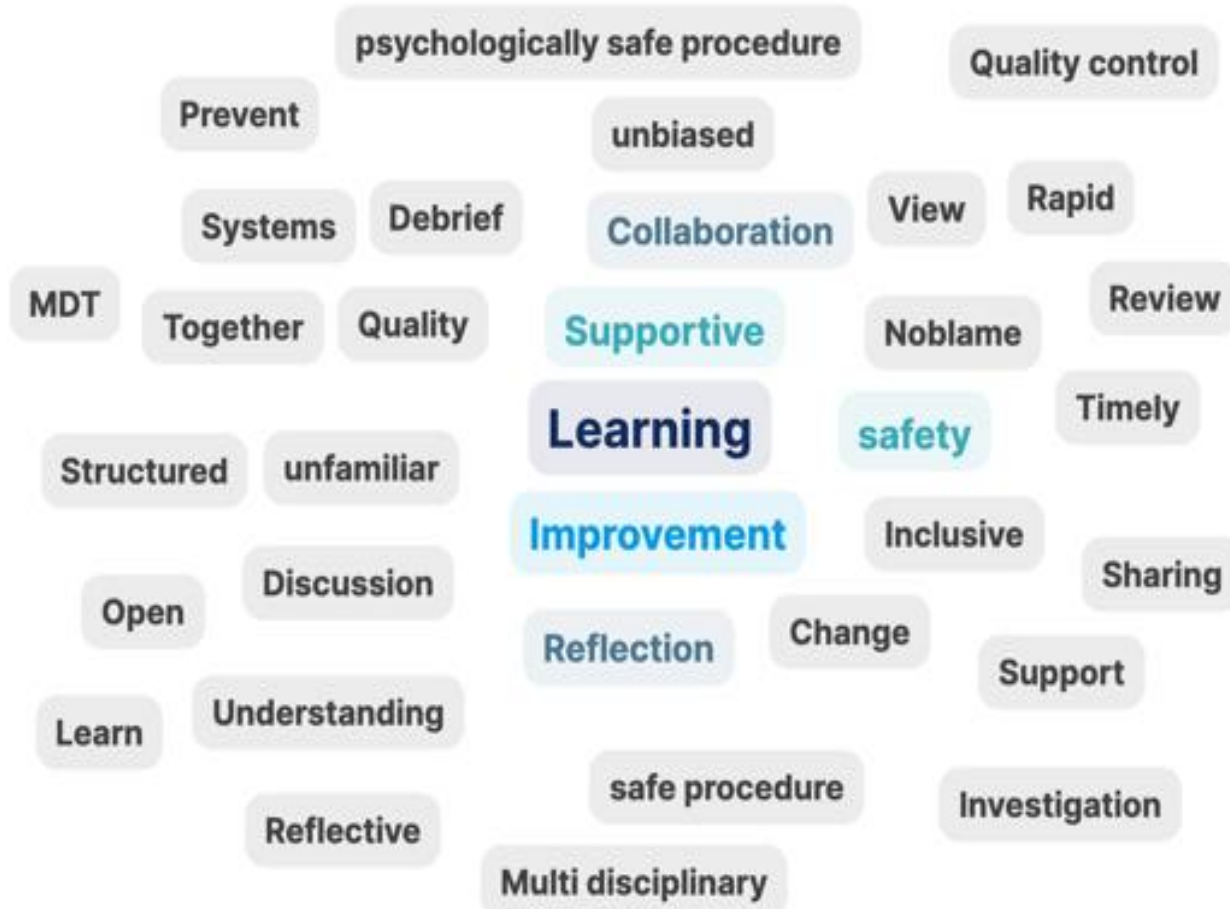 psychologically safe procedure
Quality control
Prevent
unbiased
Systems
Debrief
Collaboration
View
Rapid
MDT
Together
Quality
Supportive
Noblame
Review
Learning
safety
Timely
Structured
unfamiliar
Improvement
Inclusive
Sharing
Open
Discussion
Reflection
Change
Support
Learn
Understanding
safe procedure
Investigation
Reflective
Multi disciplinary